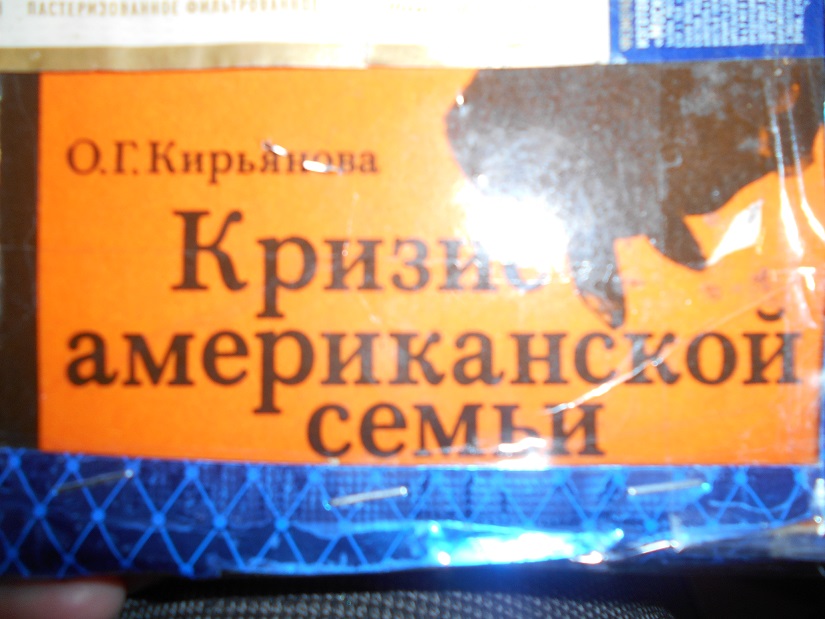 ПАСТЕРИЗОВАННОЕ ФИЛЬТРОВАННОЕ
О.Г.Кирьянова
Кризис
американской
семьи